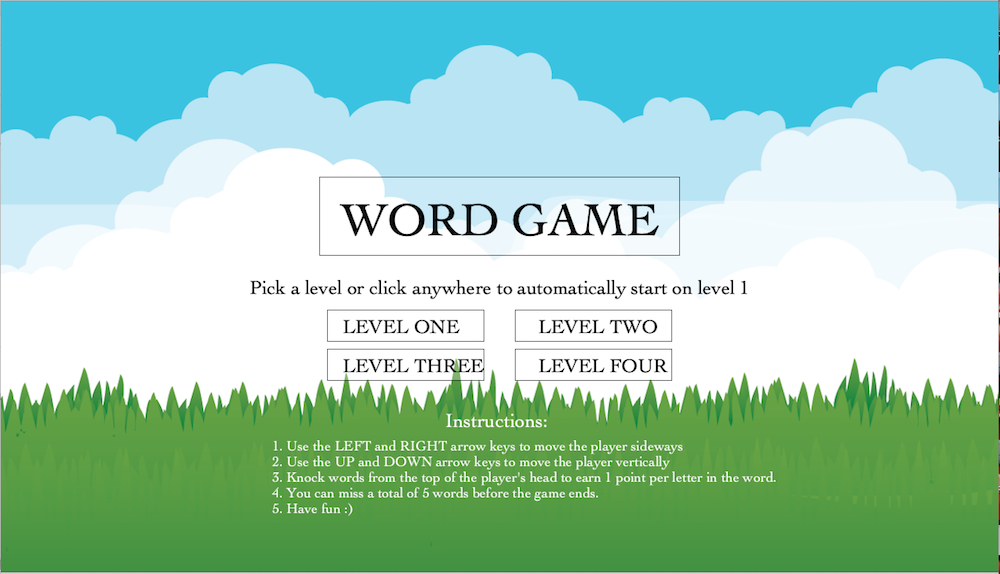 WORD GAME
Pick a level or click anywhere to automatically start on level 1
LEVEL ONE
LEVEL TWO
LEVEL THREE
LEVEL FOUR
Instructions:
1. Use the LEFT and RIGHT arrow keys to move the player sideways
2. Use the UP and DOWN arrow keys to move the player vertically
3. Knock words from the top of the player's head to earn 1 point per letter in the word.
4. You can miss a total of 5 words before the game ends.
5. Have fun :)